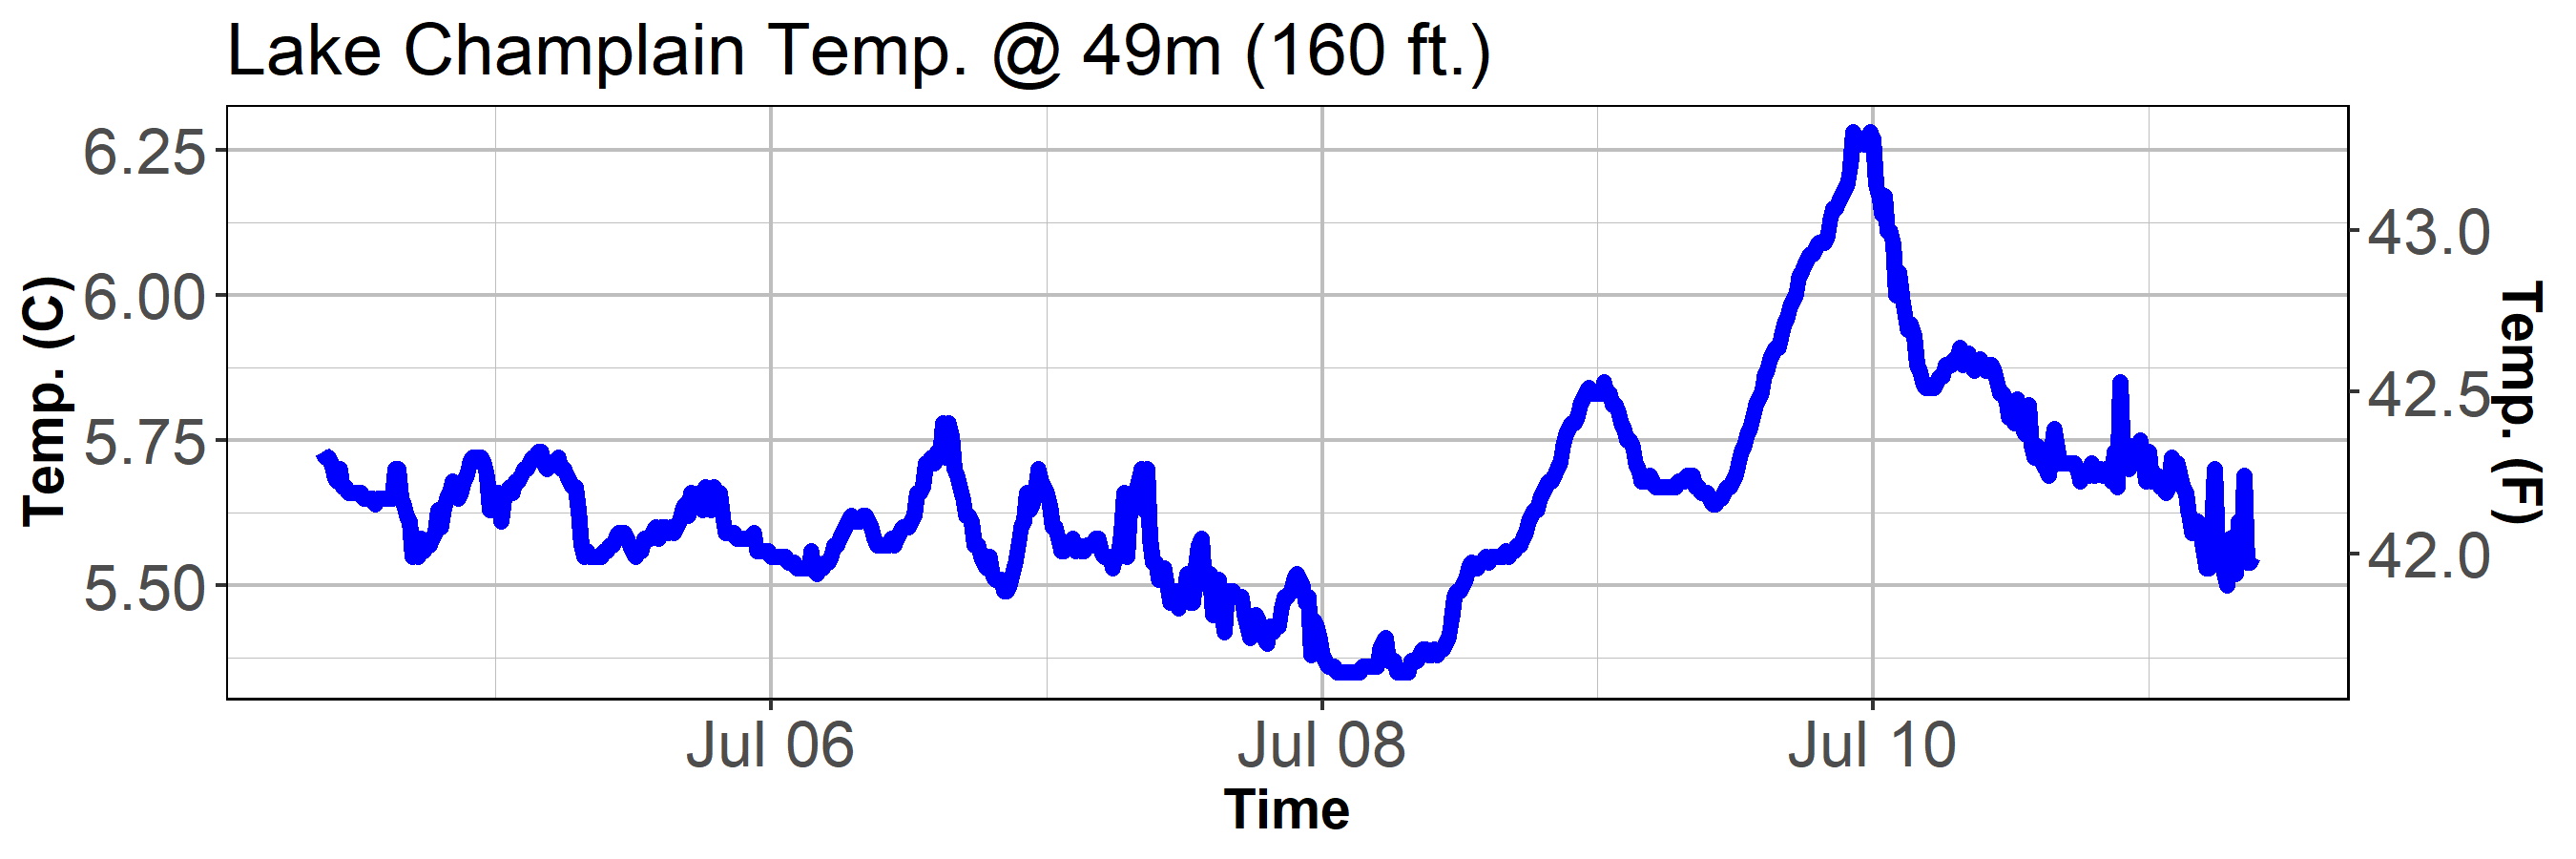 Lake Champlain Temp. @ 49m (160 ft.)
6.25
6.00
5.75
5.50
Temp. (C)
43.0
42.5
42.0
Temp. (F)
Jul 06 Jul 08 Jul 10
Time